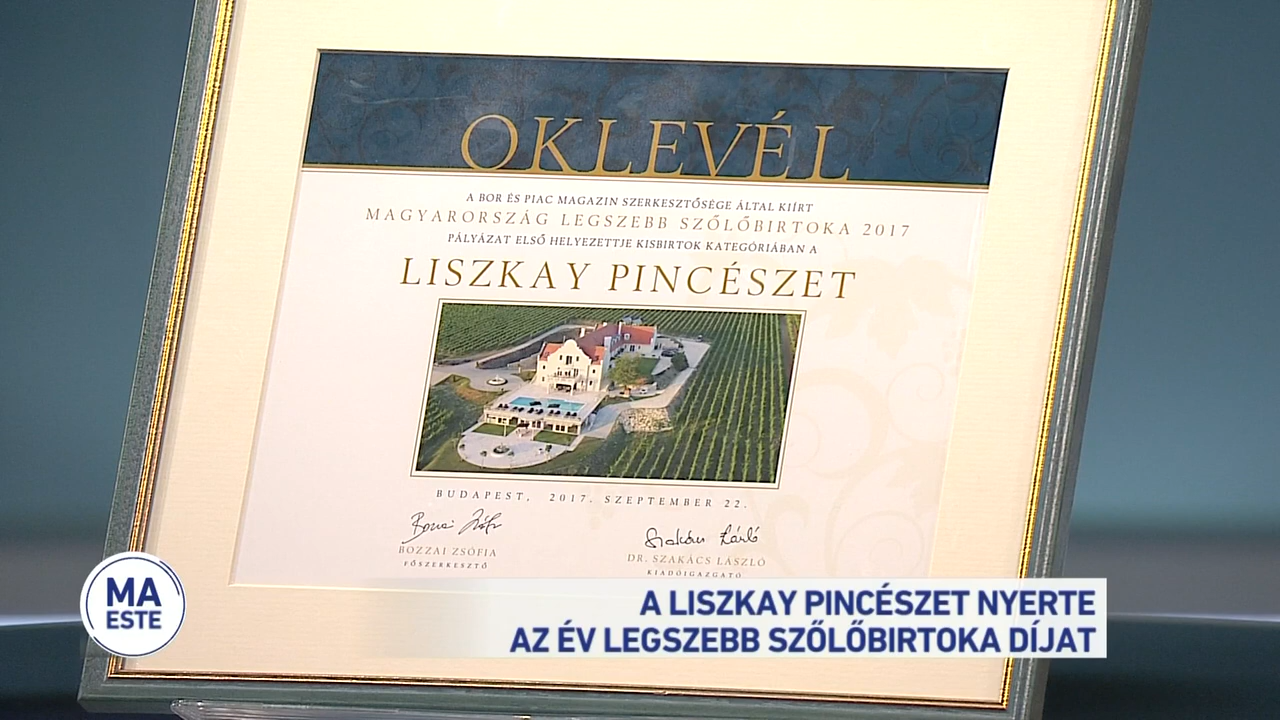 OKLEVÉL
A BOR ÉS PIAC MAGAZIN SZERKESZTŐSÉGE ÁLTAL KIÍRT
MAGYARORSZÁG LEGSZEBB SZŐLŐBIRTOKA 2017
PÁLYÁZAT ELSŐ HELYEZETTJE KISBIRTOK KATEGÓRIÁBAN A
LISZKAY PINCÉSZET
BUDAPEST, 2017. SZEPTEMBER 22.
BOZZAI ZSÓFIA
FŐSZERKESZTŐ
DR. SZAKÁCS LÁSZLÓ
KIADÓIGAZGATÓ
MA
ESTE
A LISZKAY PINCÉSZET NYERTE
AZ ÉV LEGSZEBB SZŐLŐBIRTOKA DÍJAT